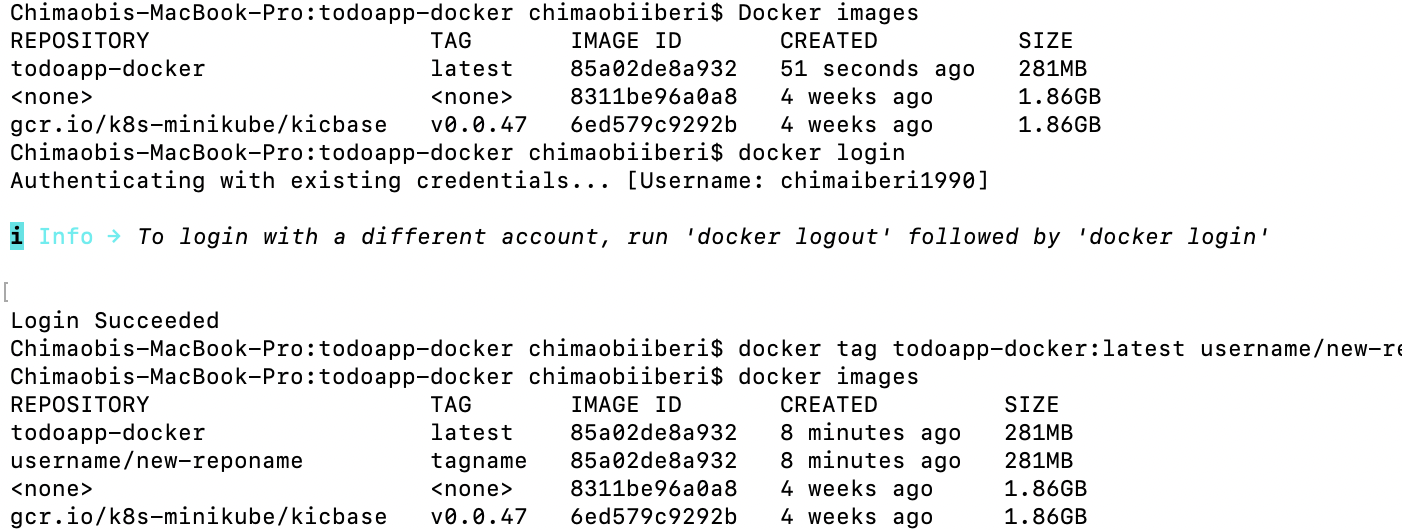 Chimaobis-MacBook-Pro:todoapp-docker chimaobiiberi$ Docker images
REPOSITORY TAG IMAGE ID CREATED SIZE
todoapp-docker latest 85a02de8a932 51 seconds ago 281MB
<none> <none> 8311be96a0a8 4 weeks ago 1.86GB
gcr.io/k8s-minikube/kicbase v0.0.47 6ed579c9292b 4 weeks ago 1.86GB
Chimaobis-MacBook-Pro:todoapp-docker chimaobiiberi$ docker login
Authenticating with existing credentials... [Username: chimaiberi1990]
i Info → To login with a different account, run 'docker logout' followed by 'docker login'
[
Login Succeeded
Chimaobis-MacBook-Pro:todoapp-docker chimaobiiberi$ docker tag todoapp-docker:latest username/new-re
Chimaobis-MacBook-Pro:todoapp-docker chimaobiiberi$ docker images
REPOSITORY TAG IMAGE ID CREATED SIZE
todoapp-docker latest 85a02de8a932 8 minutes ago 281MB
username/new-reponame tagname 85a02de8a932 8 minutes ago 281MB
<none> <none> 8311be96a0a8 4 weeks ago 1.86GB
gcr.io/k8s-minikube/kicbase v0.0.47 6ed579c9292b 4 weeks ago 1.86GB